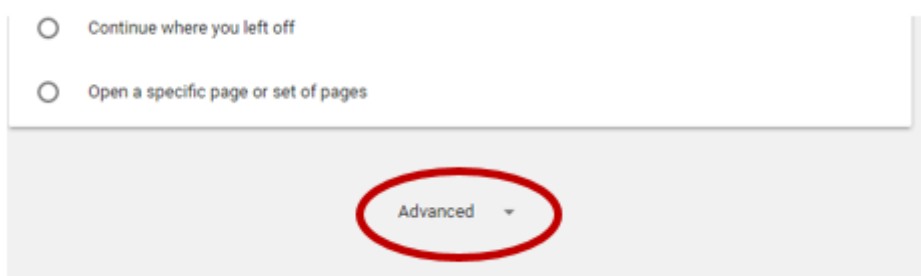 Continue where you left off
Open a specific page or set of pages
Advanced